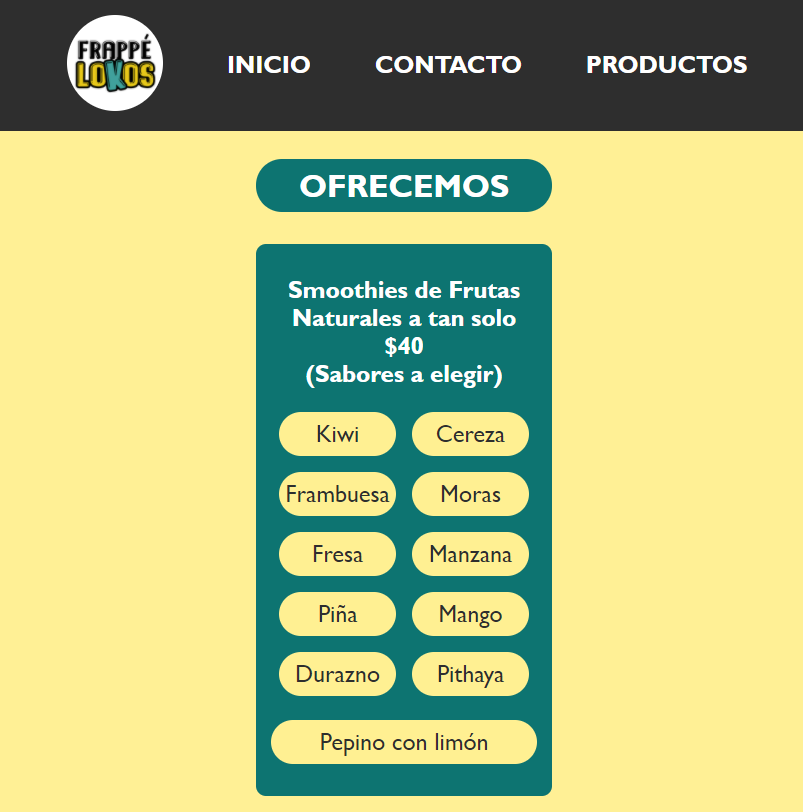 FRAPPÉ
LOKOS
INICIO CONTACTO PRODUCTOS
OFRECEMOS
Smoothies de Frutas
Naturales a tan solo
$40
(Sabores a elegir)
Kiwi Cereza
Frambuesa Moras
Fresa Manzana
Piña Mango
Durazno Pithaya
Pepino con limón